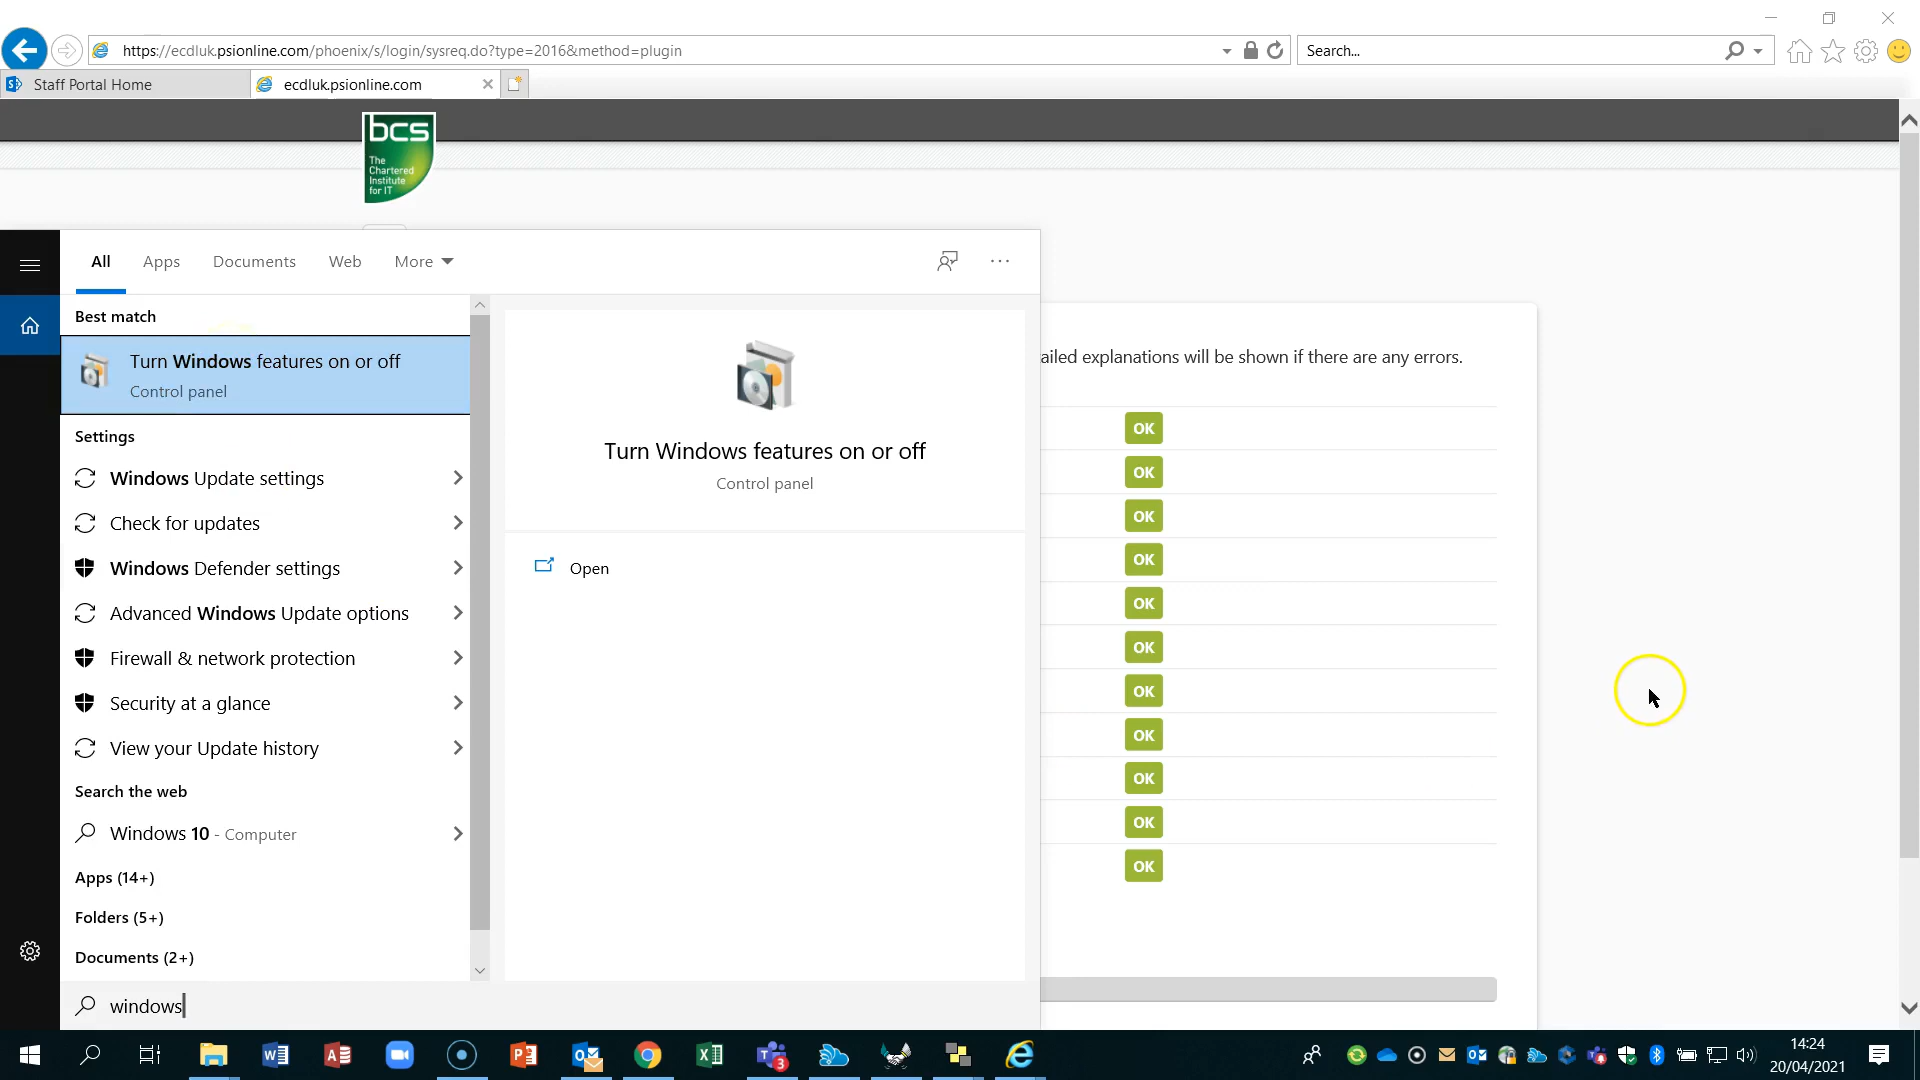 https://ecdluk.psionline.com/phoenix/s/login/sysreq.do?type=2016&method=plugin
Search...
Staff Portal Home
ecdluk.psionline.com
bcs
The
Chartered
Institute
for IT
All
Apps
Documents
Web
More
Best match
Turn Windows features on or off
Control panel
Settings
Windows Update settings
Check for updates
Windows Defender settings
Advanced Windows Update options
Firewall & network protection
Security at a glance
View your Update history
Search the web
Windows 10 - Computer
Apps (14+)
Folders (5+)
Documents (2+)
windows
Turn Windows features on or off
Control panel
Open
ailed explanations will be shown if there are any errors.
OK
OK
OK
OK
OK
OK
OK
OK
OK
OK
OK
14:24
20/04/2021